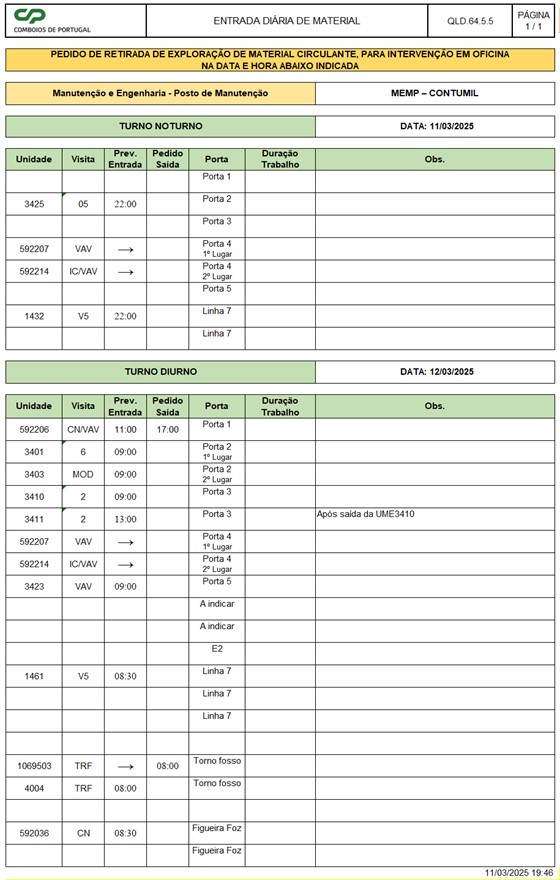 CP
COMBOIOS DE PORTUGAL
ENTRADA DIÁRIA DE MATERIAL
QLD.64.5.5
PÁGINA
1 / 1
PEDIDO DE RETIRADA DE EXPLORAÇÃO DE MATERIAL CIRCULANTE, PARA INTERVENÇÃO EM OFICINA
NA DATA E HORA ABAIXO INDICADA
Manutenção e Engenharia - Posto de Manutenção MEMP – CONTUMIL
TURNO NOTURNO DATA: 11/03/2025
Unidade Visita Prev. Entrada Pedido Saída Porta Duração Trabalho Obs.
Porta 1
3425 05 22:00 Porta 2
Porta 3
592207 VAV → Porta 4 1º Lugar
592214 IC/VAV → Porta 4 2º Lugar
Porta 5
1432 V5 22:00 Linha 7
Linha 7
TURNO DIURNO DATA: 12/03/2025
Unidade Visita Prev. Entrada Pedido Saída Porta Duração Trabalho Obs.
592206 CN/VAV 11:00 17:00 Porta 1
3401 6 09:00 Porta 2 1º Lugar
3403 MOD 09:00 Porta 2 2º Lugar
3410 2 09:00 Porta 3
3411 2 13:00 Porta 3 Após saída da UME3410
592207 VAV → Porta 4 1º Lugar
592214 IC/VAV → Porta 4 2º Lugar
3423 VAV 09:00 Porta 5
A indicar
A indicar
E2
1461 V5 08:30 Linha 7
Linha 7
Linha 7
1069503 TRF → 08:00 Torno fosso
4004 TRF 08:00 Torno fosso
592036 CN 08:30 Figueira Foz
Figueira Foz
11/03/2025 19:46